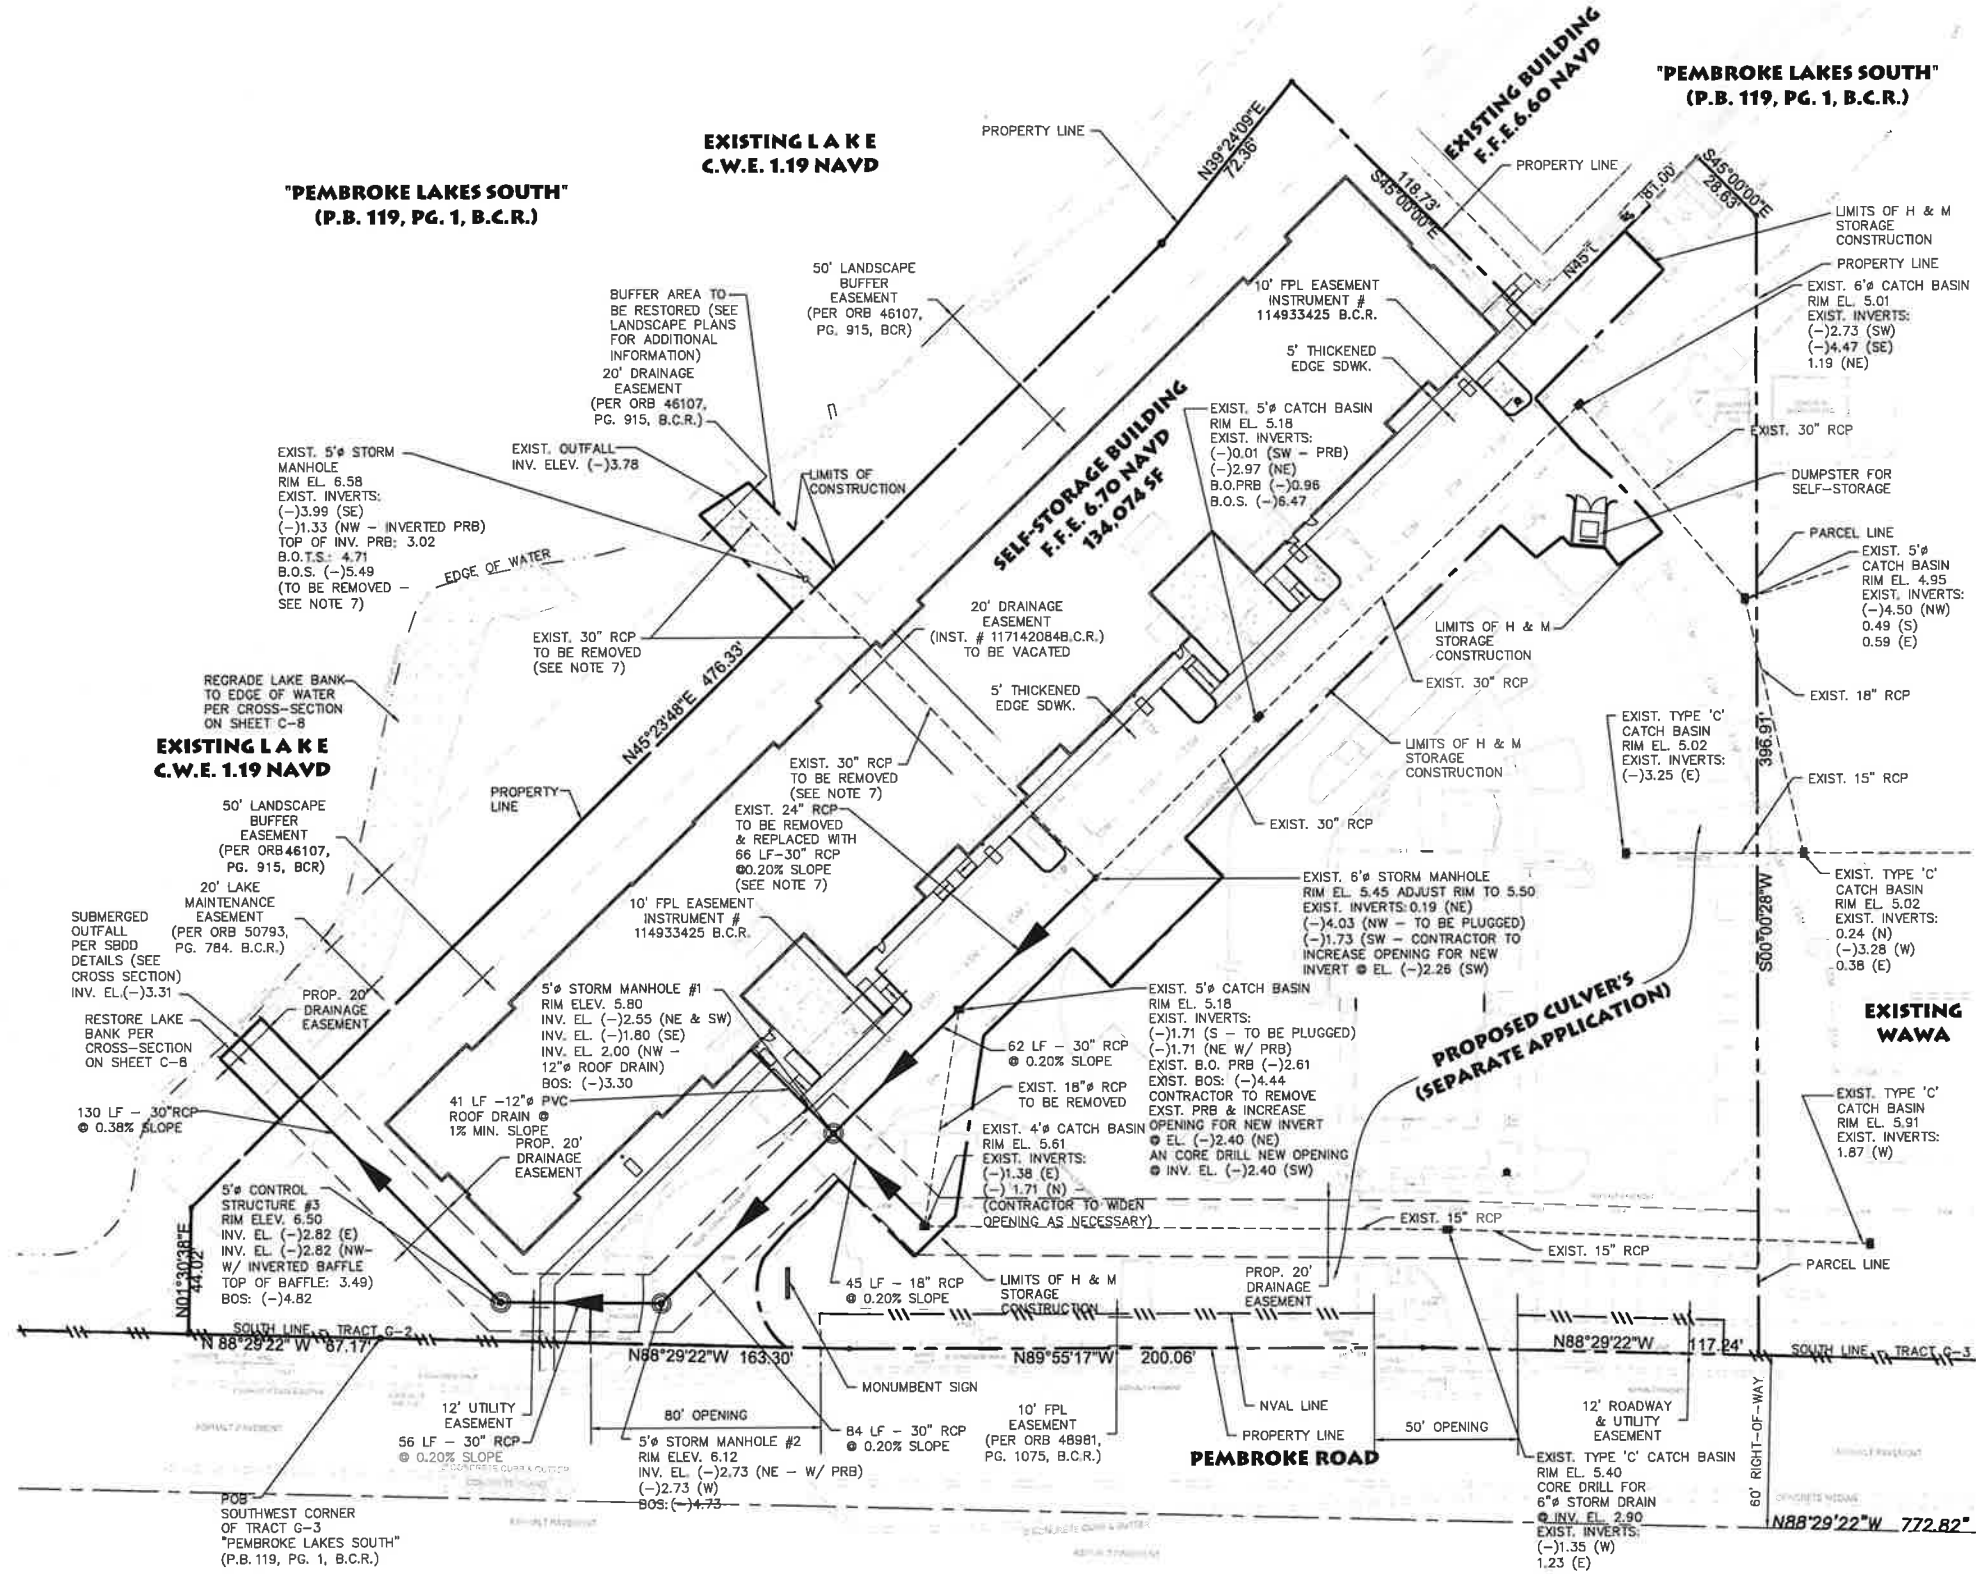 "PEMBROKE LAKES SOUTH"
(P.B. 119, PG. 1, B.C.R.)
EXISTING L A K E
C.W.E. 1.19 NAVD
PROPERTY LINE
N39°24'09"E
72.36'
EXISTING BUILDING
F.F.E.6.60 NAVD
"PEMBROKE LAKES SOUTH"
(P.B. 119, PG. 1, B.C.R.)
PROPERTY LINE
118.73'
S45°00'00"E
81.00'
S45°00'00"E
28.63'
LIMITS OF H & M
STORAGE
CONSTRUCTION
PROPERTY LINE
EXIST. 6'ø CATCH BASIN
RIM EL. 5.01
EXIST. INVERTS:
(-)2.73 (SW)
(-)4.47 (SE)
1.19 (NE)
50' LANDSCAPE
BUFFER
EASEMENT
(PER ORB 46107,
PG. 915, BCR)
BUFFER AREA TO
BE RESTORED (SEE
LANDSCAPE PLANS
FOR ADDITIONAL
INFORMATION)
20' DRAINAGE
EASEMENT
(PER ORB 46107,
PG. 915, B.C.R.)
10' FPL EASEMENT
INSTRUMENT #
114933425 B.C.R.
5' THICKENED
EDGE SDWK.
EXIST. 5'ø STORM
MANHOLE
RIM EL. 6.58
EXIST. INVERTS:
(-)3.99 (SE)
(-)1.33 (NW - INVERTED PRB)
TOP OF INV. PRB: 3.02
B.O.T.S.: 4.71
B.O.S. (-)5.49
(TO BE REMOVED -
SEE NOTE 7)
EXIST. OUTFALL
INV. ELEV. (-)3.78
LIMITS OF
CONSTRUCTION
SELF-STORAGE BUILDING
F.F.E. 6.70 NAVD
134,074 SF
EXIST. 5'ø CATCH BASIN
RIM EL. 5.18
EXIST. INVERTS:
(-)0.01 (SW - PRB)
(-)2.97 (NE)
B.O.PRB (-)0.96
B.O.S. (-)6.47
EXIST. 30" RCP
DUMPSTER FOR
SELF-STORAGE
PARCEL LINE
EXIST. 5'ø
CATCH BASIN
RIM EL. 4.95
EXIST. INVERTS:
(-)4.50 (NW)
0.49 (S)
0.59 (E)
EDGE OF WATER
EXIST. 30" RCP
TO BE REMOVED
(SEE NOTE 7)
20' DRAINAGE
EASEMENT
(INST. # 117142084B.C.R.)
TO BE VACATED
LIMITS OF H & M
STORAGE
CONSTRUCTION
EXIST. 30" RCP
EXIST. 18" RCP
REGRADE LAKE BANK
TO EDGE OF WATER
PER CROSS-SECTION
ON SHEET C-8
EXISTING L A K E
C.W.E. 1.19 NAVD
N45°23'48"E 476.33'
5' THICKENED
EDGE SDWK.
EXIST. TYPE 'C'
CATCH BASIN
RIM EL. 5.02
EXIST. INVERTS:
(-)3.25 (E)
396.91'
S00°00'28"W
LIMITS OF H & M
STORAGE
CONSTRUCTION
EXIST. 15" RCP
PROPERTY
LINE
EXIST. 30" RCP
TO BE REMOVED
(SEE NOTE 7)
EXIST. 24" RCP
TO BE REMOVED
& REPLACED WITH
66 LF-30" RCP
@0.20% SLOPE
(SEE NOTE 7)
EXIST. 30" RCP
50' LANDSCAPE
BUFFER
EASEMENT
(PER ORB46107,
PG. 915, BCR)
20' LAKE
MAINTENANCE
EASEMENT
(PER ORB 50793,
PG. 784. B.C.R.)
SUBMERGED
OUTFALL
PER SBDD
DETAILS (SEE
CROSS SECTION)
INV. EL.(-)3.31
10' FPL EASEMENT
INSTRUMENT #
114933425 B.C.R.
EXIST. 6'ø STORM MANHOLE
RIM EL. 5.45 ADJUST RIM TO 5.50
EXIST. INVERTS:0.19 (NE)
(-)4.03 (NW - TO BE PLUGGED)
(-)1.73 (SW - CONTRACTOR TO
INCREASE OPENING FOR NEW
INVERT @ EL. (-)2.26 (SW)
EXIST. TYPE 'C'
CATCH BASIN
RIM EL. 5.02
EXIST. INVERTS:
0.24 (N)
(-)3.28 (W)
0.38 (E)
PROP. 20'
DRAINAGE
EASEMENT
RESTORE LAKE
BANK PER
CROSS-SECTION
ON SHEET C-8
5'ø STORM MANHOLE #1
RIM ELEV. 5.80
INV. EL. (-)2.55 (NE & SW)
INV. EL. (-)1.80 (SE)
INV. EL. 2.00 (NW -
12"ø ROOF DRAIN)
BOS: (-)3.30
62 LF - 30" RCP
@ 0.20% SLOPE
EXIST. 5'ø CATCH BASIN
RIM EL. 5.18
EXIST. INVERTS:
(-)1.71 (S - TO BE PLUGGED)
(-)1.71 (NE W/ PRB)
EXIST. B.O. PRB (-)2.61
EXIST. BOS: (-)4.44
CONTRACTOR TO REMOVE
EXST. PRB & INCREASE
OPENING FOR NEW INVERT
@ EL. (-)2.40 (NE)
AN CORE DRILL NEW OPENING
@ INV. EL. (-)2.40 (SW)
PROPOSED CULVER'S
(SEPARATE APPLICATION)
EXISTING
WAWA
130 LF - 30"RCP
@ 0.38% SLOPE
41 LF -12"ø PVC
ROOF DRAIN @
1% MIN. SLOPE
PROP. 20'
DRAINAGE
EASEMENT
EXIST. 18"ø RCP
TO BE REMOVED
EXIST. 4'ø CATCH BASIN
RIM EL. 5.61
EXIST. INVERTS:
(-)1.38 (E)
(-) 1.71 (N) -
(CONTRACTOR TO WIDEN
OPENING AS NECESSARY)
EXIST. TYPE 'C'
CATCH BASIN
RIM EL. 5.91
EXIST. INVERTS:
1.87 (W)
5'ø CONTROL
STRUCTURE #3
RIM ELEV. 6.50
INV. EL. (-)2.82 (E)
INV. EL. (-)2.82 (NW-
W/ INVERTED BAFFLE
TOP OF BAFFLE: 3.49)
BOS: (-)4.82
N01°30'38"E
44.02'
EXIST. 15" RCP
EXIST. 15" RCP
PARCEL LINE
45 LF - 18" RCP
@ 0.20% SLOPE
LIMITS OF H & M
STORAGE
CONSTRUCTION
PROP. 20'
DRAINAGE
EASEMENT
SOUTH LINE - TRACT G-2
N 88°29'22" W 67.17'
N88°29'22"W 163.30'
N89°55'17"W 200.06'
N88°29'22"W 117.24'
SOUTH LINE - TRACT G-3
MONUMBENT SIGN
12' UTILITY
EASEMENT
80' OPENING
10' FPL
EASEMENT
(PER ORB 48981,
PG. 1075, B.C.R.)
NVAL LINE
PROPERTY LINE
PEMBROKE ROAD
50' OPENING
12' ROADWAY
& UTILITY
EASEMENT
60' RIGHT-OF-WAY
56 LF - 30" RCP
@ 0.20% SLOPE
5'ø STORM MANHOLE #2
RIM ELEV. 6.12
INV. EL. (-)2.73 (NE - W/ PRB)
(-)2.73 (W)
BOS:(-)4.73
84 LF - 30" RCP
@ 0.20% SLOPE
EXIST. TYPE 'C' CATCH BASIN
RIM EL. 5.40
CORE DRILL FOR
6"ø STORM DRAIN
@ INV. EL. 2.90
EXIST. INVERTS:
(-)1.35 (W)
1.23 (E)
POB
SOUTHWEST CORNER
OF TRACT G-3
"PEMBROKE LAKES SOUTH"
(P.B. 119, PG. 1, B.C.R.)
N88°29'22"W 772.82'